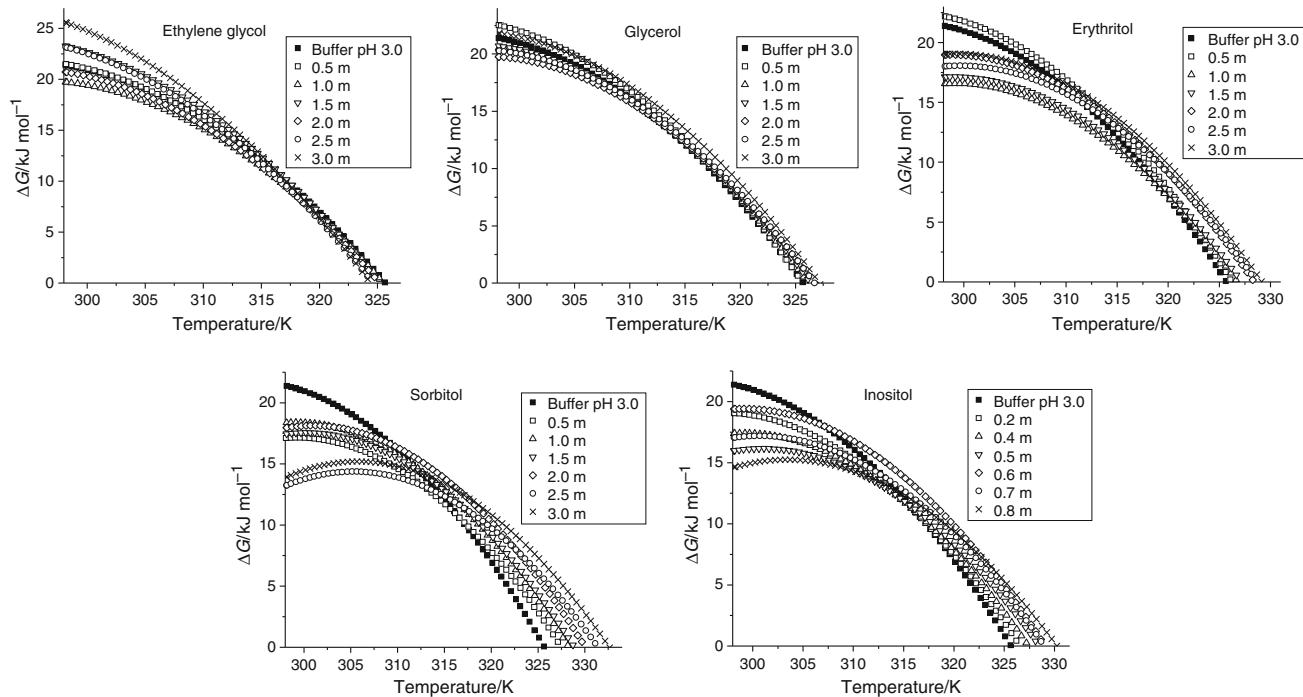 Ethylene glycol
Buffer pH 3.0
0.5 m
1.0 m
1.5 m
2.0 m
2.5 m
3.0 m
25
20
15
10
5
0
ΔG/kJ mol⁻¹
300 305 310 315 320 325
Temperature/K
Glycerol
Buffer pH 3.0
0.5 m
1.0 m
1.5 m
2.0 m
2.5 m
3.0 m
20
15
10
5
0
ΔG/kJ mol⁻¹
300 305 310 315 320 325
Temperature/K
Erythritol
Buffer pH 3.0
0.5 m
1.0 m
1.5 m
2.0 m
2.5 m
3.0 m
20
15
10
5
0
ΔG/kJ mol⁻¹
300 305 310 315 320 325 330
Temperature/K
Sorbitol
Buffer pH 3.0
0.5 m
1.0 m
1.5 m
2.0 m
2.5 m
3.0 m
20
15
10
5
0
ΔG/kJ mol⁻¹
300 305 310 315 320 325 330
Temperature/K
Inositol
Buffer pH 3.0
0.2 m
0.4 m
0.5 m
0.6 m
0.7 m
0.8 m
20
15
10
5
0
ΔG/kJ mol⁻¹
300 305 310 315 320 325 330
Temperature/K